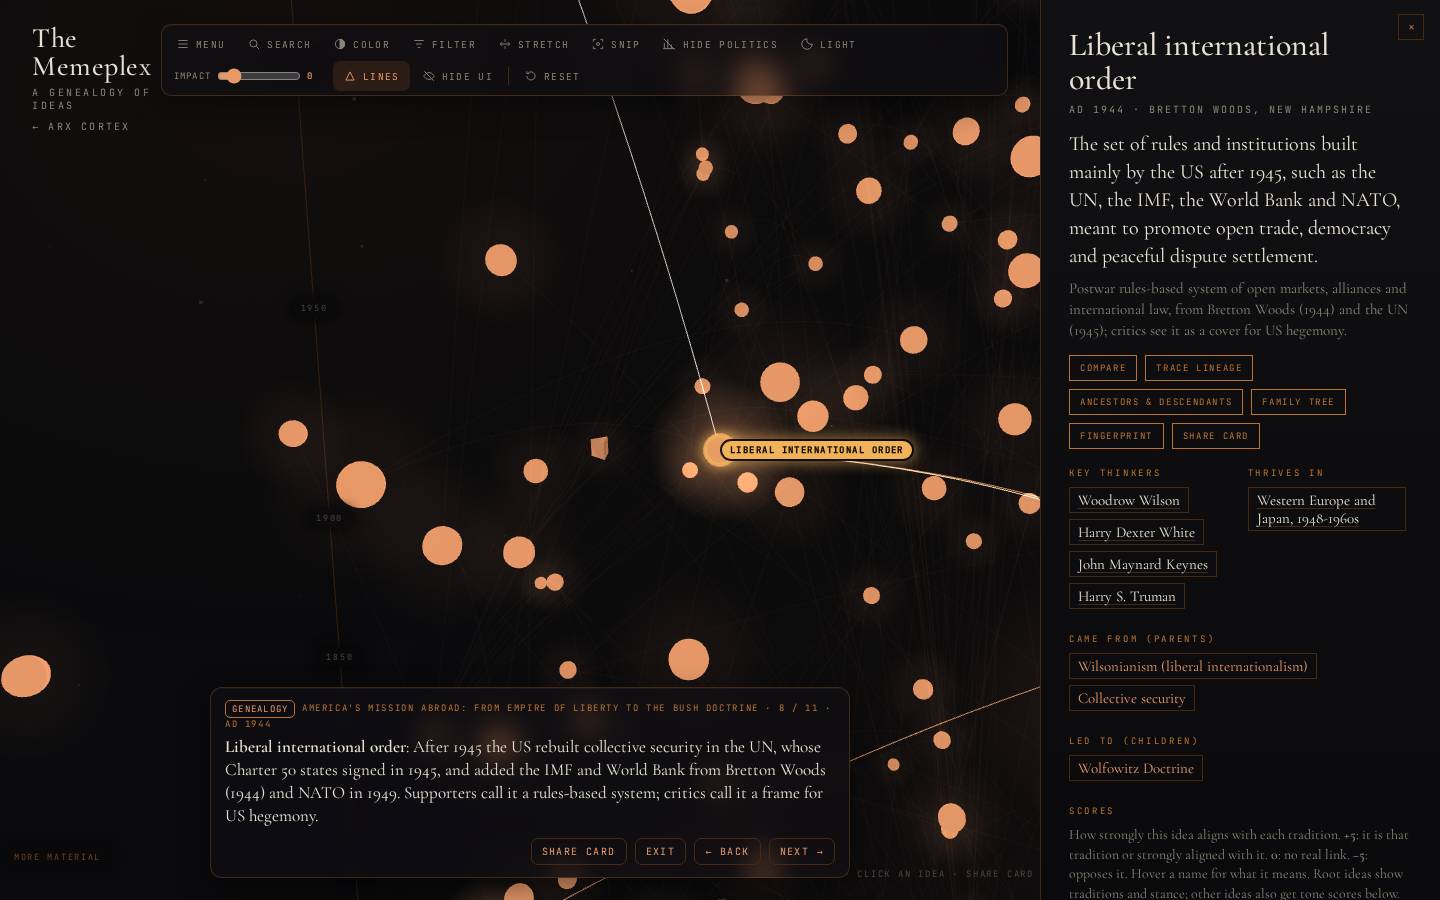 The
Memeplex
A GENEALOGY OF
IDEAS
← ARX CORTEX
MENU
SEARCH
COLOR
FILTER
STRETCH
SNIP
HIDE POLITICS
LIGHT
IMPACT
0
LINES
HIDE UI
RESET
1950
1900
1850
LIBERAL INTERNATIONAL ORDER
GENEALOGY AMERICA'S MISSION ABROAD: FROM EMPIRE OF LIBERTY TO THE BUSH DOCTRINE · 8 / 11 ·
AD 1944
Liberal international order: After 1945 the US rebuilt collective security in the UN, whose
Charter 50 states signed in 1945, and added the IMF and World Bank from Bretton Woods
(1944) and NATO in 1949. Supporters call it a rules-based system; critics call it a frame for
US hegemony.
SHARE CARD
EXIT
← BACK
NEXT →
MORE MATERIAL
CLICK AN IDEA · SHARE CARD
×
Liberal international
order
AD 1944 · BRETTON WOODS, NEW HAMPSHIRE
The set of rules and institutions built
mainly by the US after 1945, such as the
UN, the IMF, the World Bank and NATO,
meant to promote open trade, democracy
and peaceful dispute settlement.
Postwar rules-based system of open markets, alliances and
international law, from Bretton Woods (1944) and the UN
(1945); critics see it as a cover for US hegemony.
COMPARE
TRACE LINEAGE
ANCESTORS & DESCENDANTS
FAMILY TREE
FINGERPRINT
SHARE CARD
KEY THINKERS
Woodrow Wilson
Harry Dexter White
John Maynard Keynes
Harry S. Truman
THRIVES IN
Western Europe and
Japan, 1948-1960s
CAME FROM (PARENTS)
Wilsonianism (liberal internationalism)
Collective security
LED TO (CHILDREN)
Wolfowitz Doctrine
SCORES
How strongly this idea aligns with each tradition. +5: it is that
tradition or strongly aligned with it. 0: no real link. −5:
opposes it. Hover a name for what it means. Root ideas show
traditions and stance; other ideas also get tone scores below.